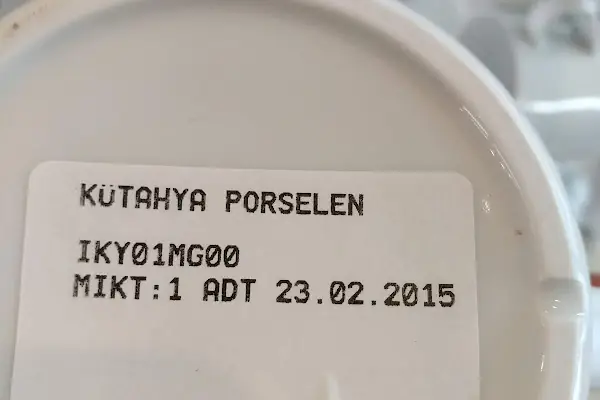 KÜTAHYA PORSELEN
IKY01MG00
MIKT:1 ADT 23.02.2015